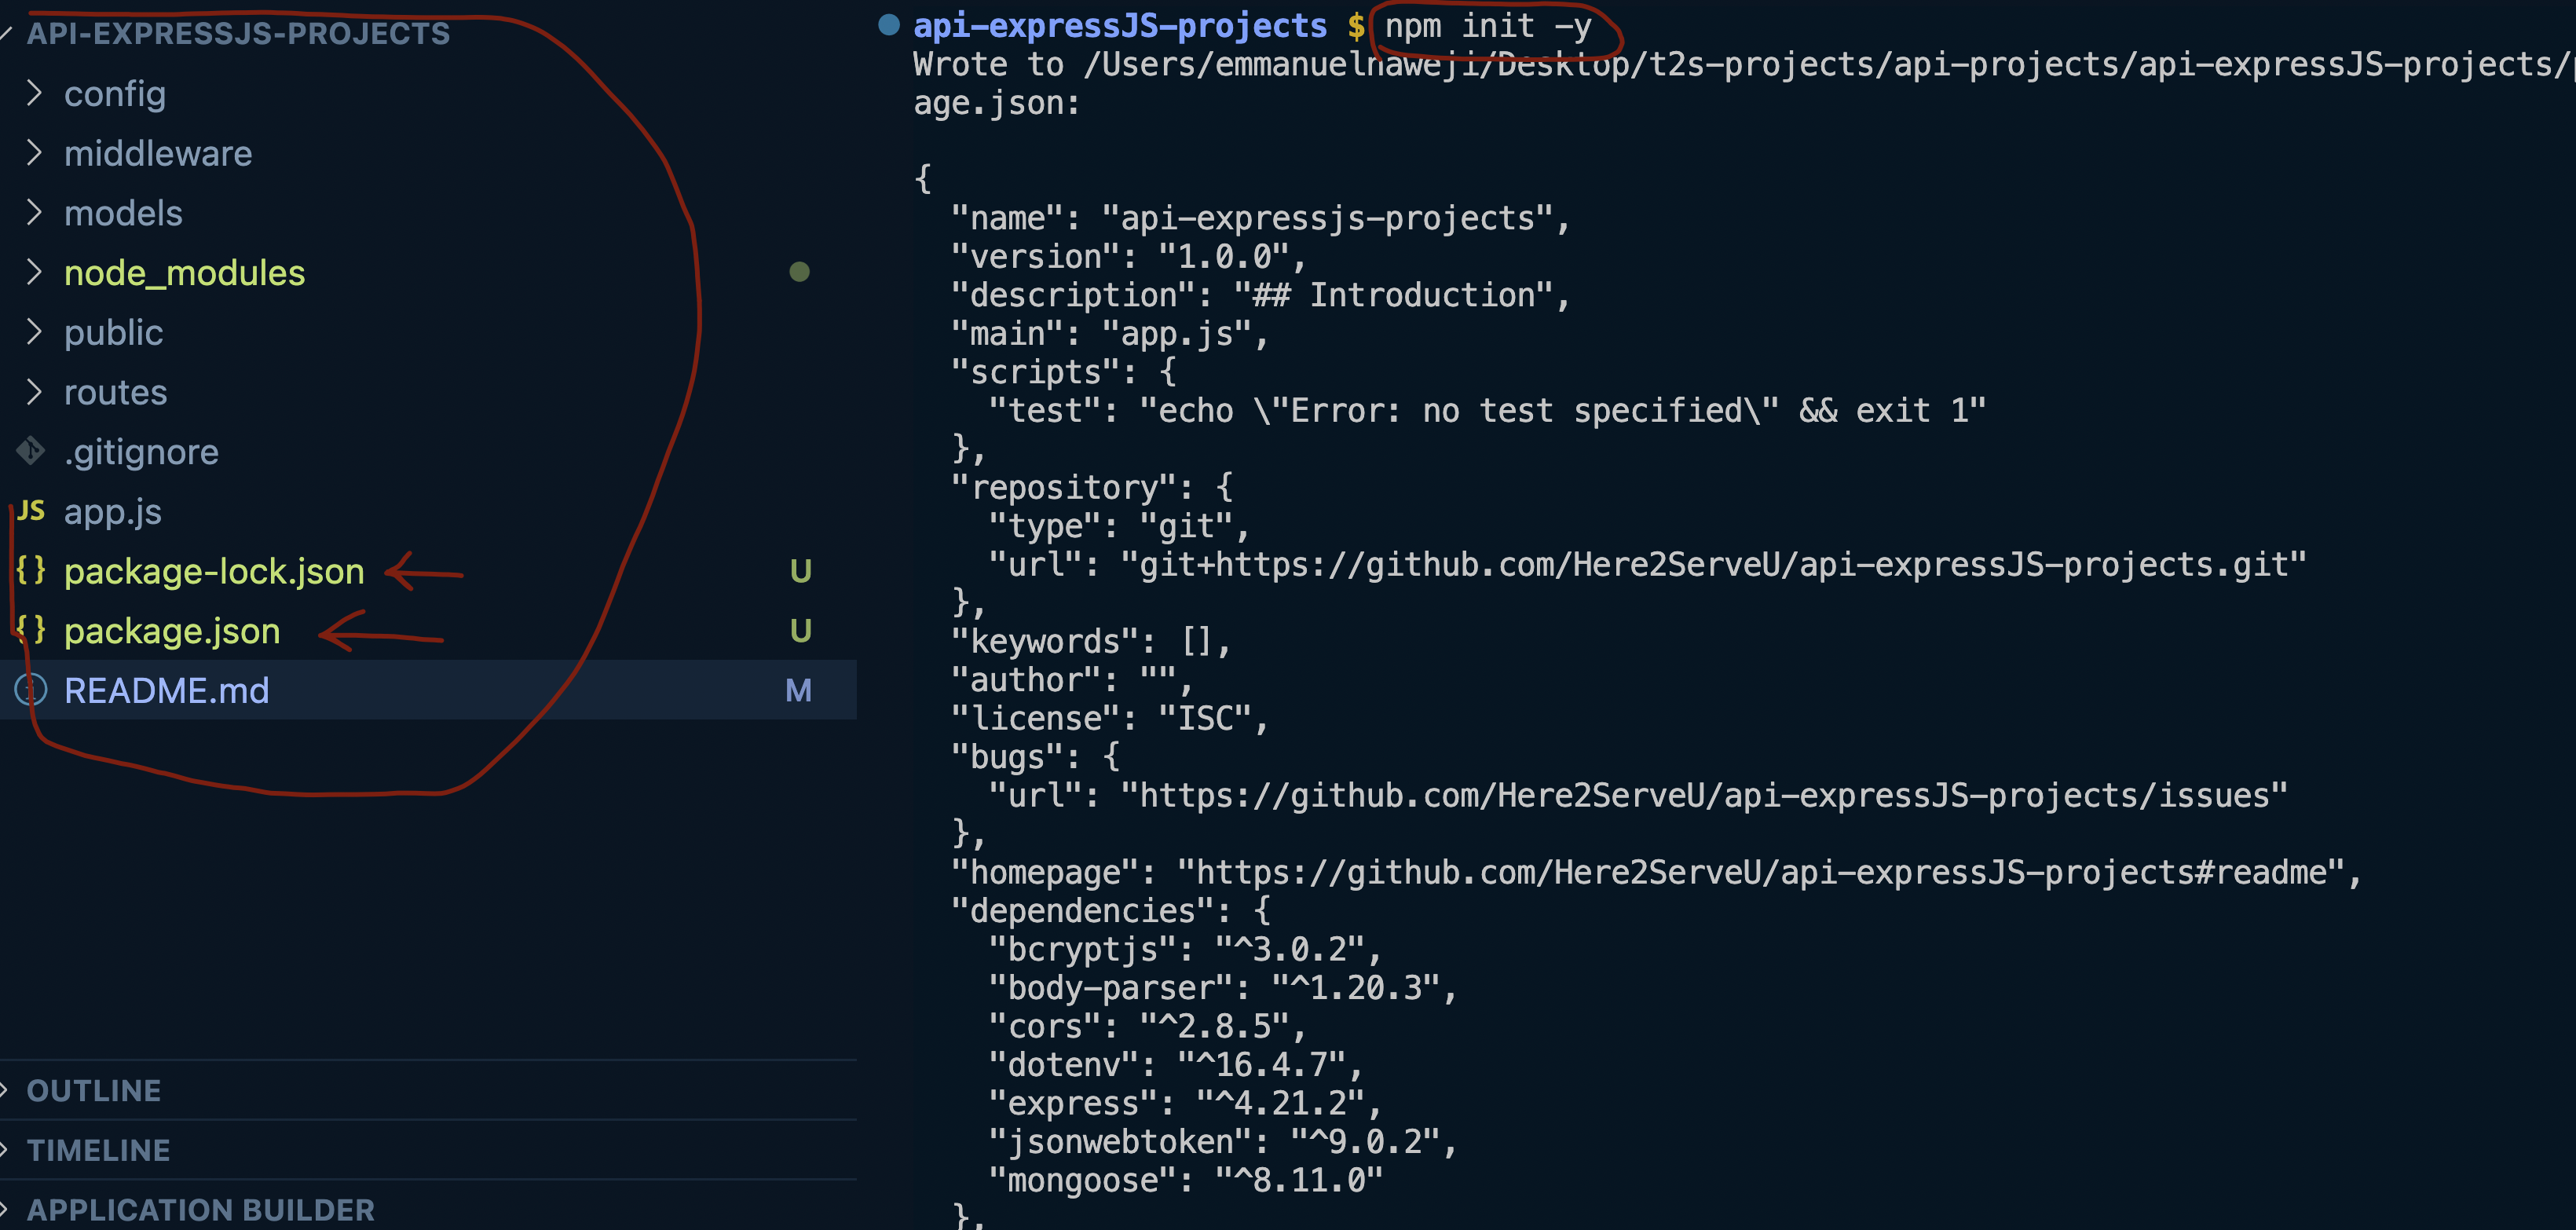 API-EXPRESSJS-PROJECTS
config
middleware
models
node_modules
public
routes
.gitignore
JS app.js
{} package-lock.json U
{} package.json U
README.md M
OUTLINE
TIMELINE
APPLICATION BUILDER
api-expressJS-projects $ npm init -y
Wrote to /Users/emmanuelnaweji/Desktop/t2s-projects/api-projects/api-expressJS-projects/
age.json:
{
"name": "api-expressjs-projects",
"version": "1.0.0",
"description": "## Introduction",
"main": "app.js",
"scripts": {
"test": "echo \"Error: no test specified\" && exit 1"
},
"repository": {
"type": "git",
"url": "git+https://github.com/Here2ServeU/api-expressJS-projects.git"
},
"keywords": [],
"author": "",
"license": "ISC",
"bugs": {
"url": "https://github.com/Here2ServeU/api-expressJS-projects/issues"
},
"homepage": "https://github.com/Here2ServeU/api-expressJS-projects#readme",
"dependencies": {
"bcryptjs": "^3.0.2",
"body-parser": "^1.20.3",
"cors": "^2.8.5",
"dotenv": "^16.4.7",
"express": "^4.21.2",
"jsonwebtoken": "^9.0.2",
"mongoose": "^8.11.0"
},